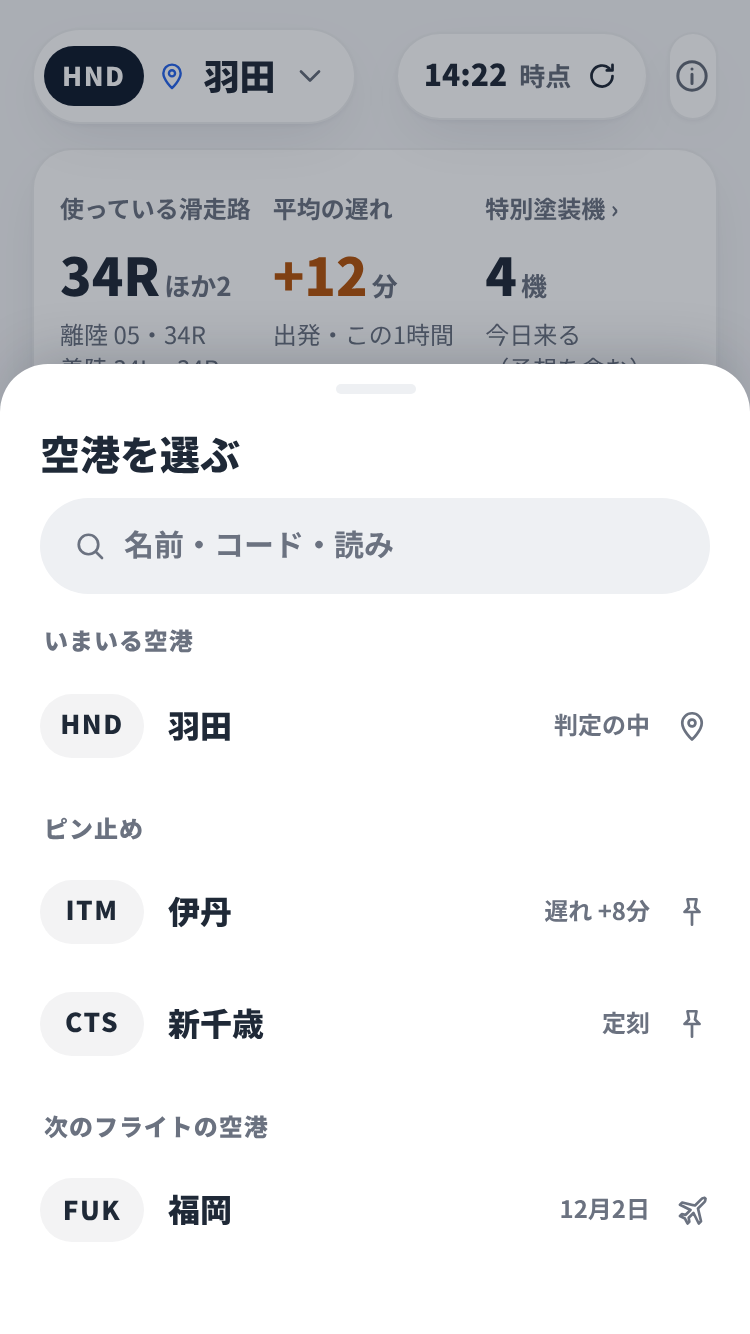 HND 羽田 14:22 時点
使っている滑走路 平均の遅れ 特別塗装機 ›
34R ほか2 +12 分 4 機
離陸 05・34R 出発・この1時間 今日来る
空港を選ぶ
名前・コード・読み
いまいる空港
HND 羽田 判定の中
ピン止め
ITM 伊丹 遅れ +8分
CTS 新千歳 定刻
次のフライトの空港
FUK 福岡 12月2日